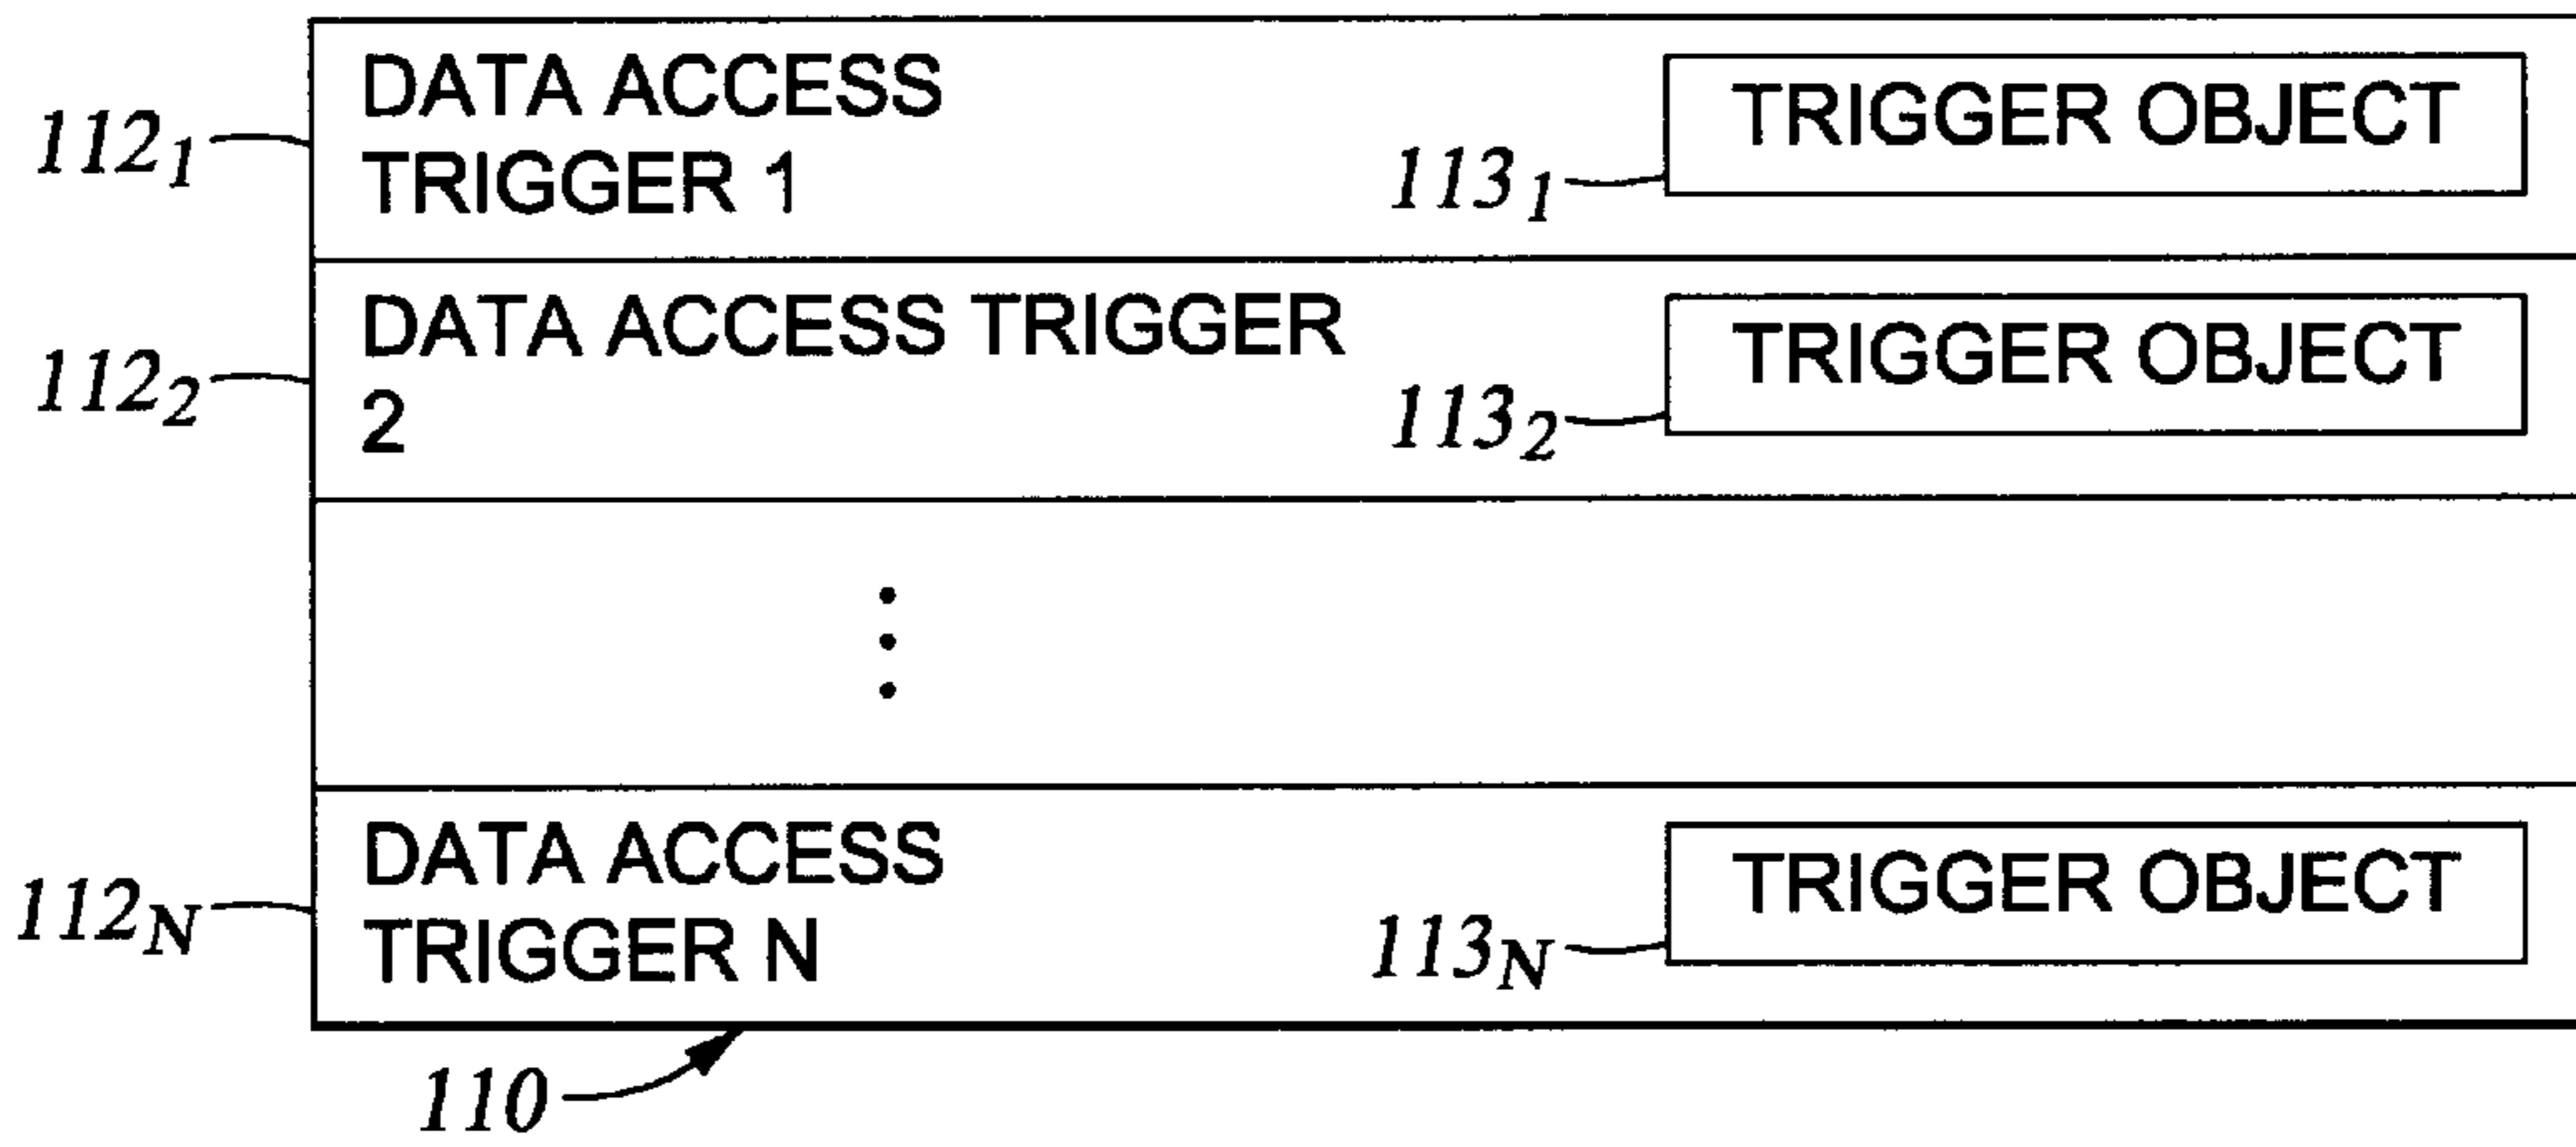 DATA ACCESS
TRIGGER 1
112₁
TRIGGER OBJECT
113₁
DATA ACCESS TRIGGER
2
112₂
TRIGGER OBJECT
113₂
DATA ACCESS
TRIGGER N
112N
TRIGGER OBJECT
113N
110